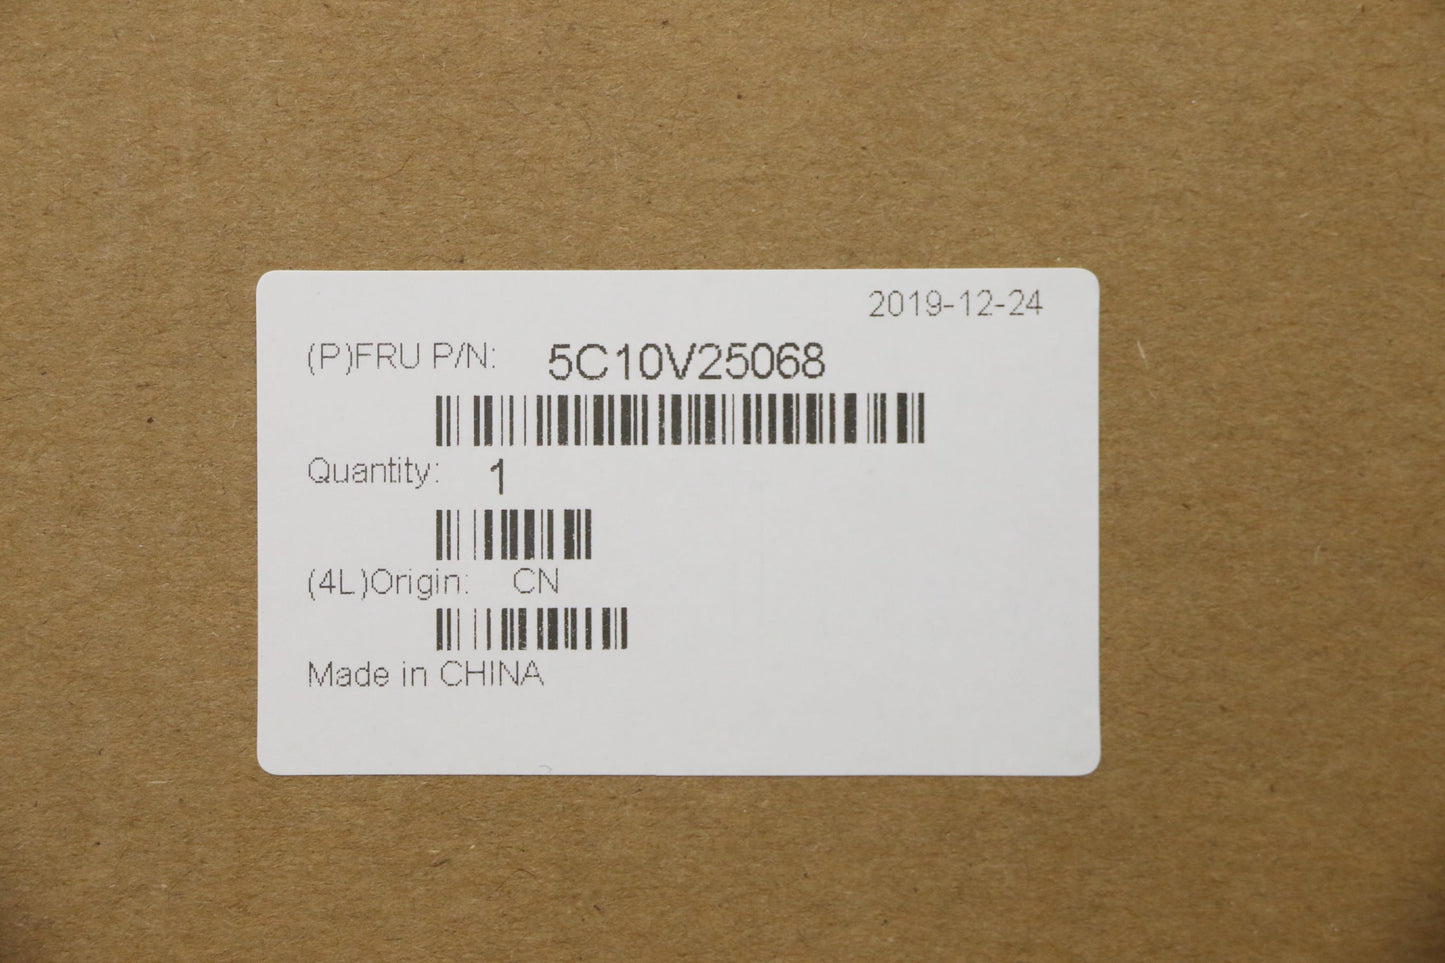 2019-12-24
(P)FRU P/N: 5C10V25068
Quantity: 1
(4L)Origin: CN
Made in CHINA